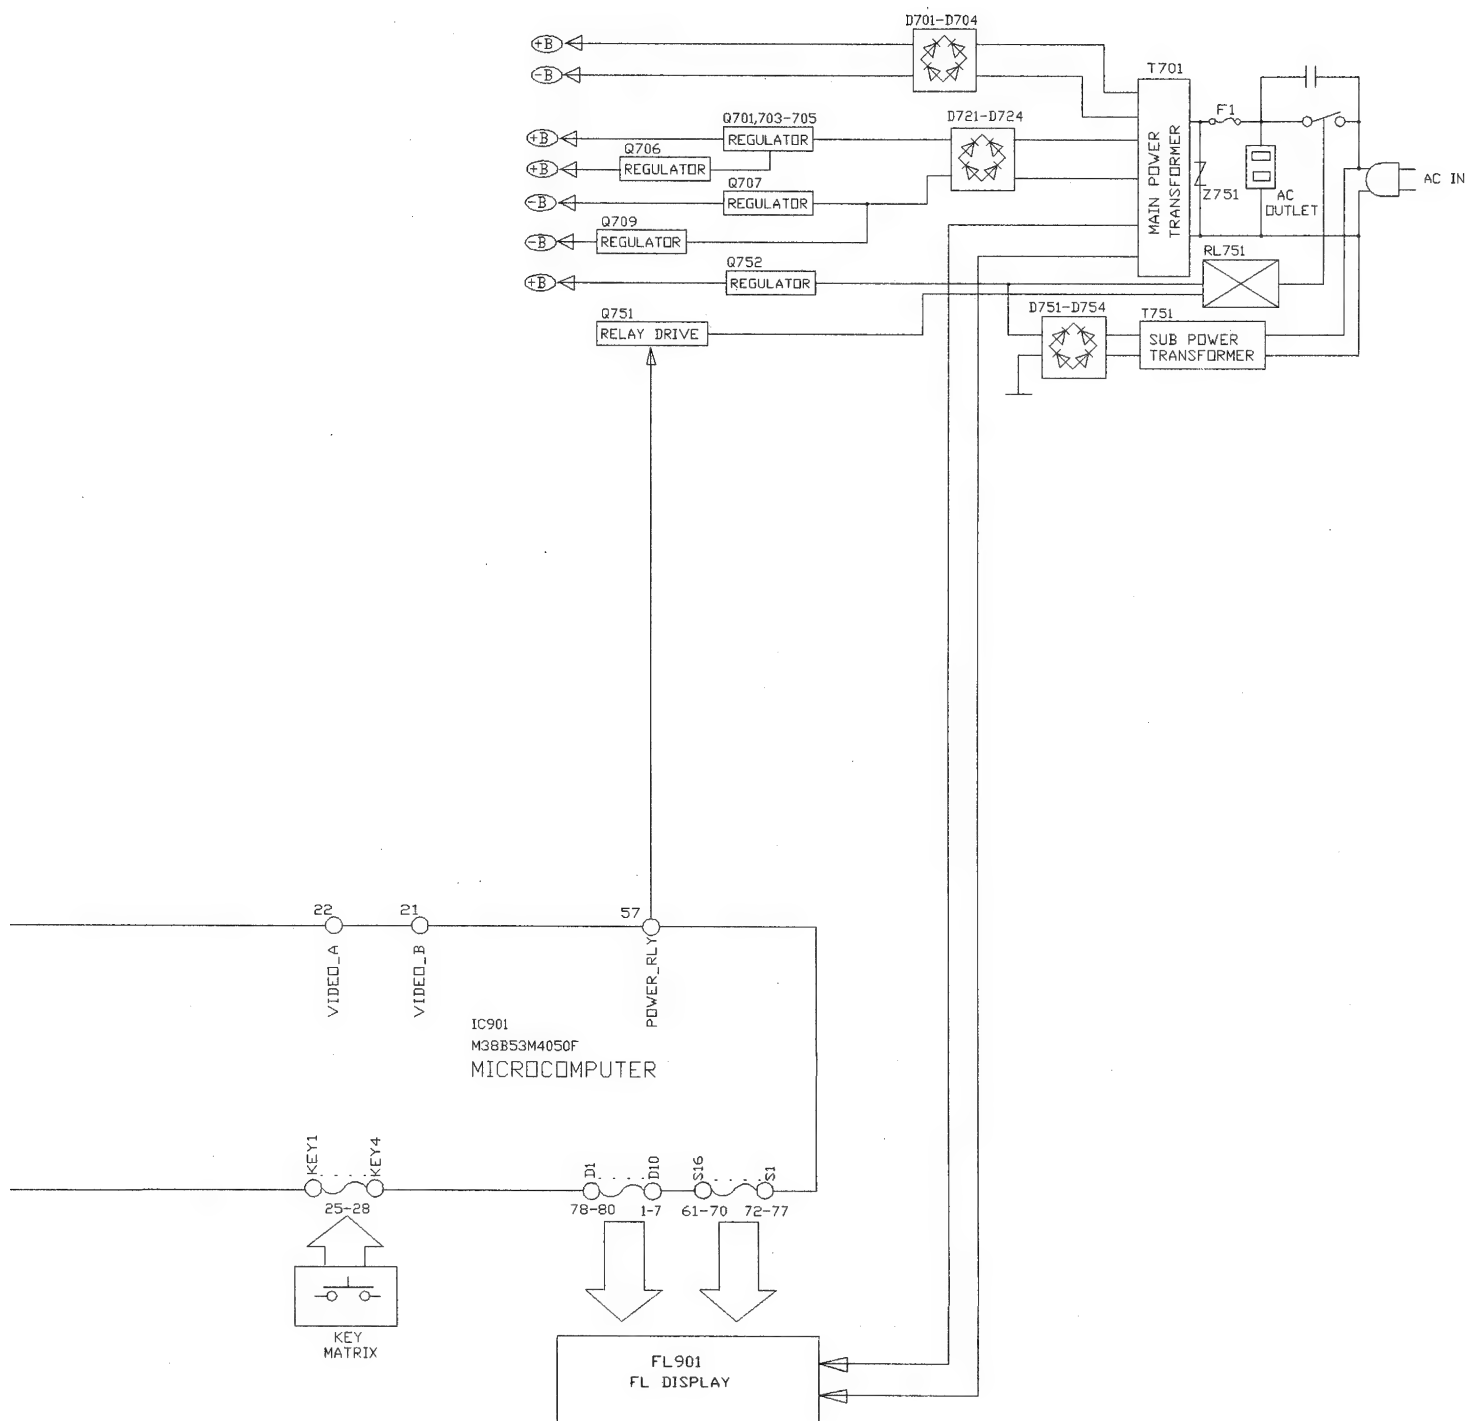 D701-D704
+B
-B
T701
MAIN POWER
TRANSFORMER
F1
Q701,703-705
D721-D724
+B
REGULATOR
Q706
+B
REGULATOR
Q707
-B
REGULATOR
Z751
AC
OUTLET
AC IN
Q709
-B
REGULATOR
RL751
Q752
+B
REGULATOR
Q751
RELAY DRIVE
D751-D754
T751
SUB POWER
TRANSFORMER
22
21
57
VIDEO_A
VIDEO_B
POWER_RLY
IC901
M38B53M4050F
MICROCOMPUTER
KEY1
KEY4
D1
D10
S16
S1
25-28
78-80
1-7
61-70
72-77
KEY
MATRIX
FL901
FL DISPLAY